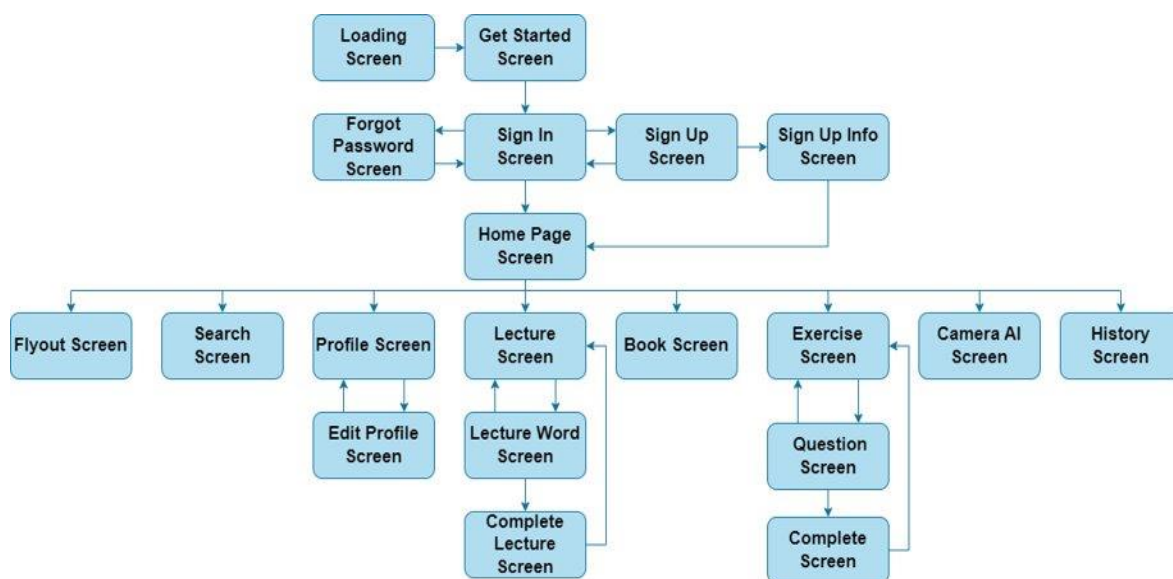 Loading
Screen
Get Started
Screen
Forgot
Password
Screen
Sign In
Screen
Sign Up
Screen
Sign Up Info
Screen
Home Page
Screen
Flyout Screen
Search
Screen
Profile Screen
Lecture
Screen
Book Screen
Exercise
Screen
Camera AI
Screen
History
Screen
Edit Profile
Screen
Lecture Word
Screen
Question
Screen
Complete
Lecture
Screen
Complete
Screen